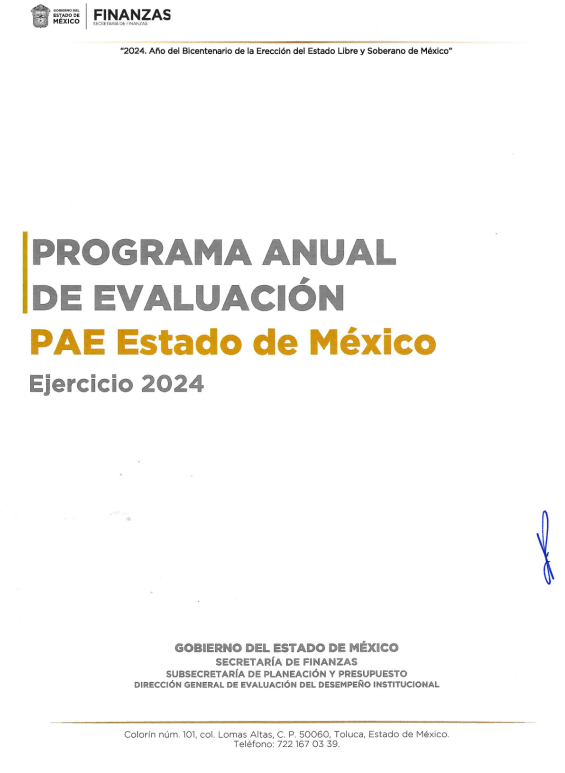 GOBIERNO DEL
ESTADO DE
MÉXICO
FINANZAS
SECRETARÍA DE FINANZAS
"2024. Año del Bicentenario de la Erección del Estado Libre y Soberano de México"
PROGRAMA ANUAL
DE EVALUACIÓN
PAE Estado de México
Ejercicio 2024
GOBIERNO DEL ESTADO DE MÉXICO
SECRETARÍA DE FINANZAS
SUBSECRETARÍA DE PLANEACIÓN Y PRESUPUESTO
DIRECCIÓN GENERAL DE EVALUACIÓN DEL DESEMPEÑO INSTITUCIONAL
Colorín núm. 101, col. Lomas Altas, C. P. 50060, Toluca, Estado de México.
Teléfono: 722 167 03 39.